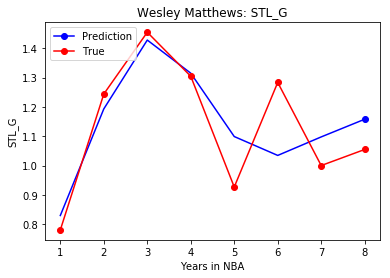 Wesley Matthews: STL_G
Prediction
True
1.4
1.3
1.2
1.1
1.0
0.9
0.8
STL_G
1 2 3 4 5 6 7 8
Years in NBA